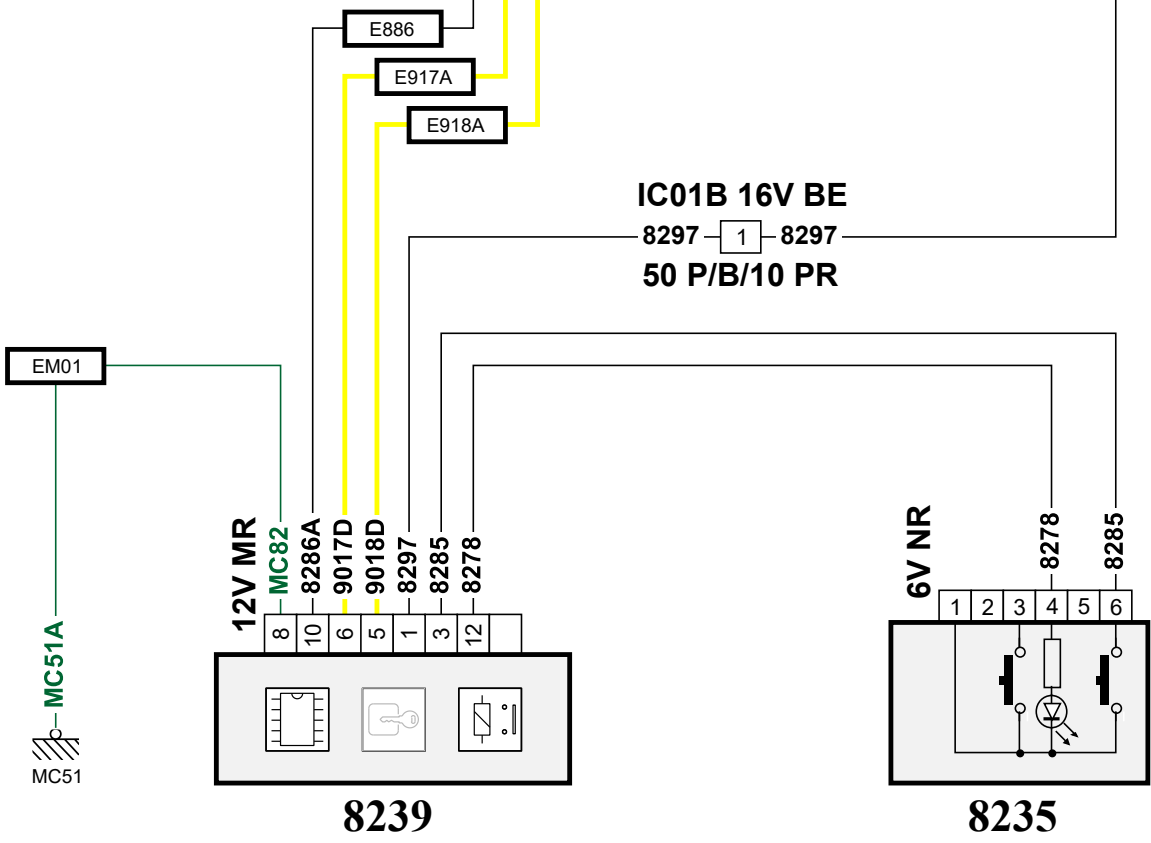 E886
E917A
E918A
IC01B 16V BE
8297 1 8297
50 P/B/10 PR
EM01
MC51A
MC51
12V MR
MC82
8286A
9017D
9018D
8297
8285
8278
8 10 6 5 1 3 12
8239
6V NR
8278
8285
1 2 3 4 5 6
8235